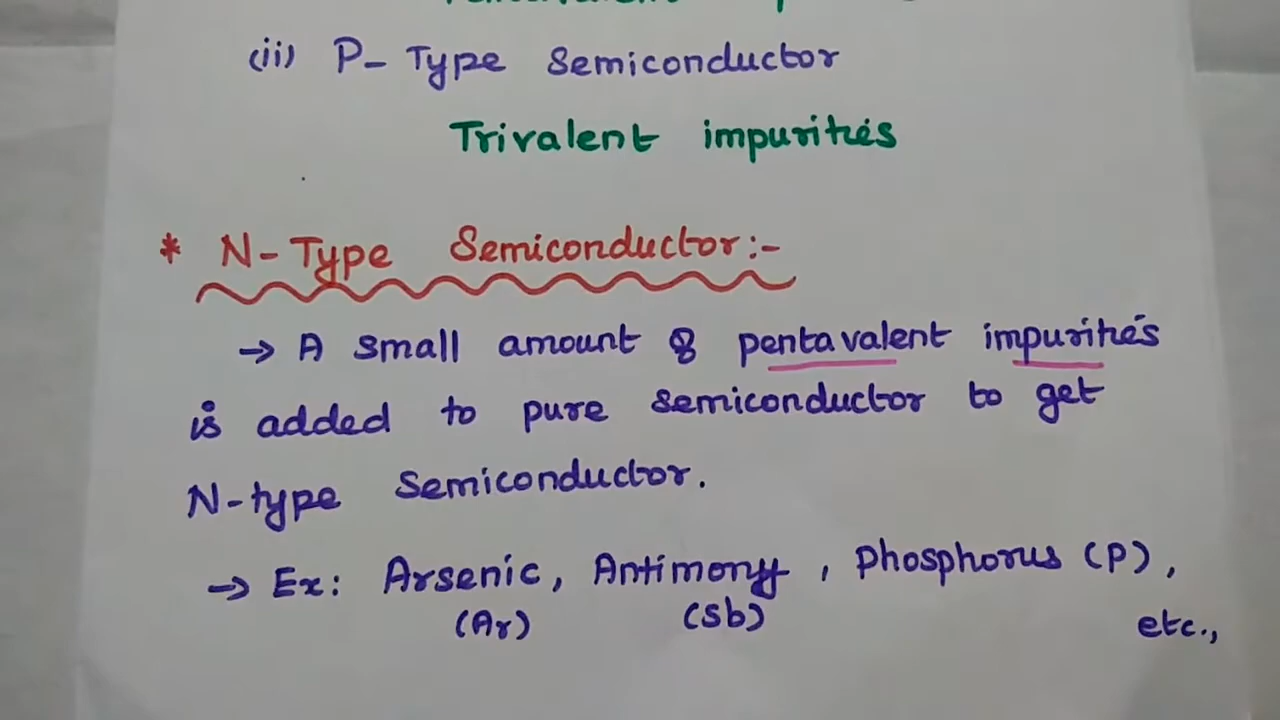 (ii) P- Type Semiconductor
Trivalent impurities
* N-Type Semiconductor:-
→ A small amount of pentavalent impurities
is added to pure semiconductor to get
N-type Semiconductor.
→ Ex: Arsenic, Antimony, Phosphorus (P),
(Ar) (Sb) etc.,